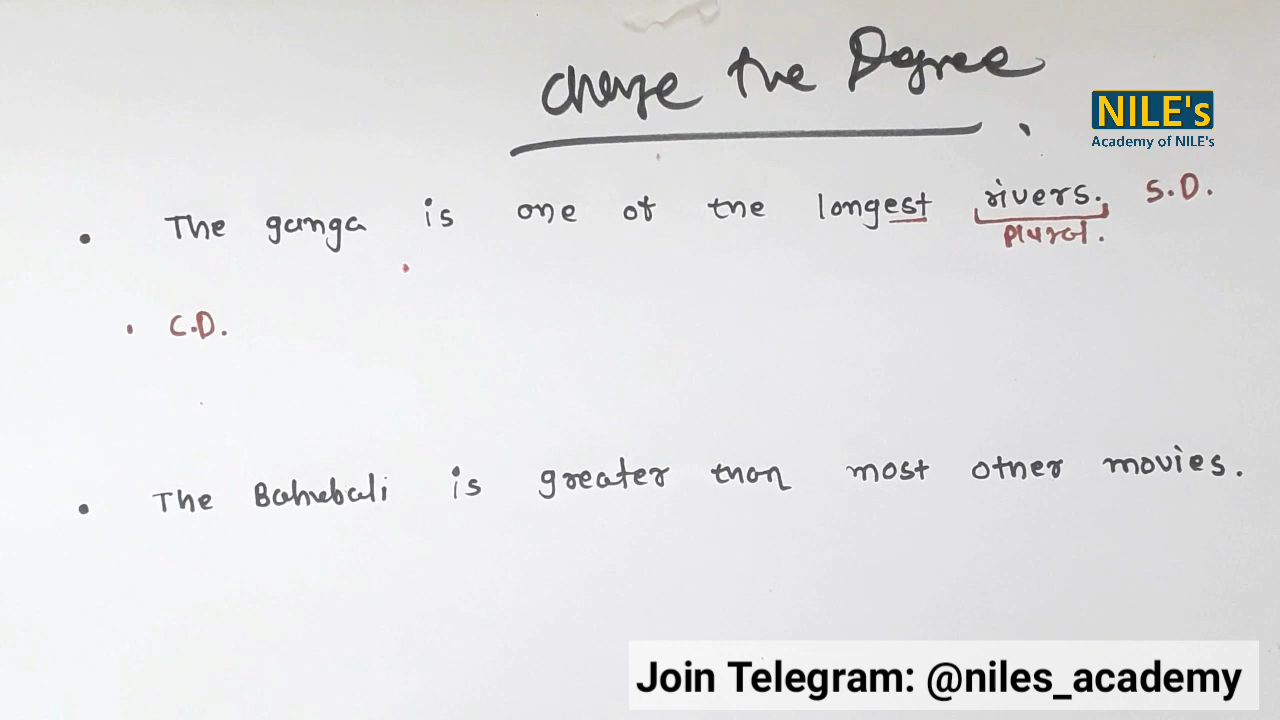 Change the Degree.
NILE's
Academy of NILE's
• The ganga is one of the longest rivers. S.D.
plural.
• C.D.
• The Bahubali is greater than most other movies.
Join Telegram: @niles_academy